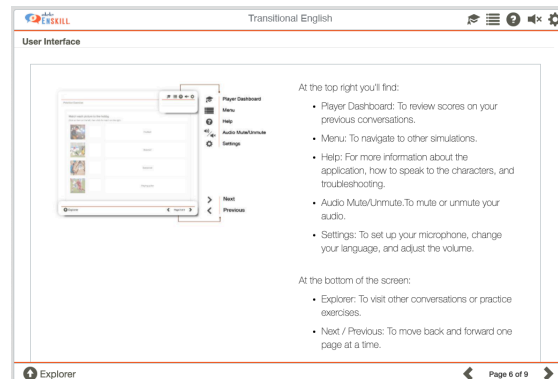 ENSKILL
Transitional English
User Interface
Player Dashboard
Menu
Help
Audio Mute/Unmute
Settings
Next
Previous
Explorer
At the top right you'll find:
• Player Dashboard: To review scores on your
previous conversations.
• Menu: To navigate to other simulations.
• Help: For more information about the
application, how to speak to the characters, and
troubleshooting.
• Audio Mute/Unmute.To mute or unmute your
audio.
• Settings: To set up your microphone, change
your language, and adjust the volume.
At the bottom of the screen:
• Explorer: To visit other conversations or practice
exercises.
• Next / Previous: To move back and forward one
page at a time.
Explorer
Page 6 of 9